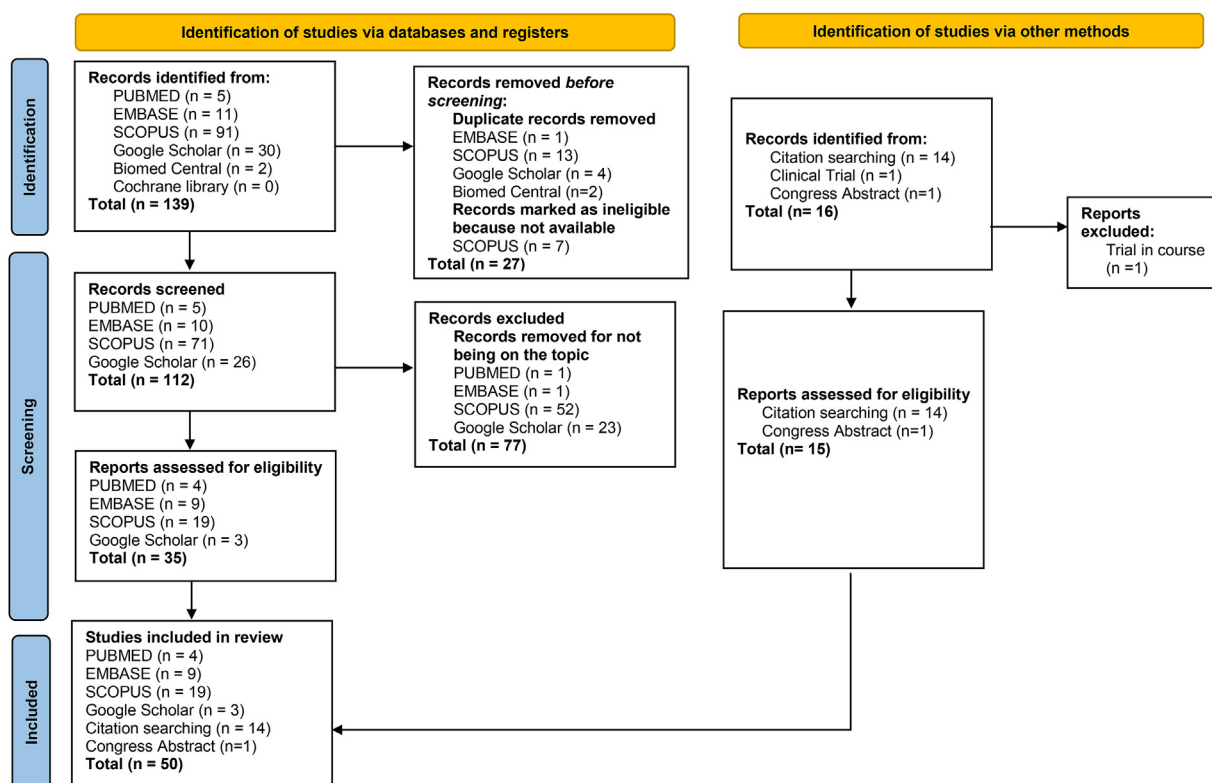 Identification of studies via databases and registers
Identification of studies via other methods
Identification
Records identified from:
PUBMED (n = 5)
EMBASE (n = 11)
SCOPUS (n = 91)
Google Scholar (n = 30)
Biomed Central (n = 2)
Cochrane library (n = 0)
Total (n = 139)
Records removed before
screening:
Duplicate records removed
EMBASE (n = 1)
SCOPUS (n = 13)
Google Scholar (n = 4)
Biomed Central (n=2)
Records marked as ineligible
because not available
SCOPUS (n = 7)
Total (n = 27)
Records identified from:
Citation searching (n = 14)
Clinical Trial (n =1)
Congress Abstract (n=1)
Total (n= 16)
Reports
excluded:
Trial in course
(n =1)
Screening
Records screened
PUBMED (n = 5)
EMBASE (n = 10)
SCOPUS (n = 71)
Google Scholar (n = 26)
Total (n = 112)
Records excluded
Records removed for not
being on the topic
PUBMED (n = 1)
EMBASE (n = 1)
SCOPUS (n = 52)
Google Scholar (n = 23)
Total (n = 77)
Reports assessed for eligibility
PUBMED (n = 4)
EMBASE (n = 9)
SCOPUS (n = 19)
Google Scholar (n = 3)
Total (n = 35)
Reports assessed for eligibility
Citation searching (n = 14)
Congress Abstract (n=1)
Total (n= 15)
Included
Studies included in review
PUBMED (n = 4)
EMBASE (n = 9)
SCOPUS (n = 19)
Google Scholar (n = 3)
Citation searching (n = 14)
Congress Abstract (n=1)
Total (n = 50)